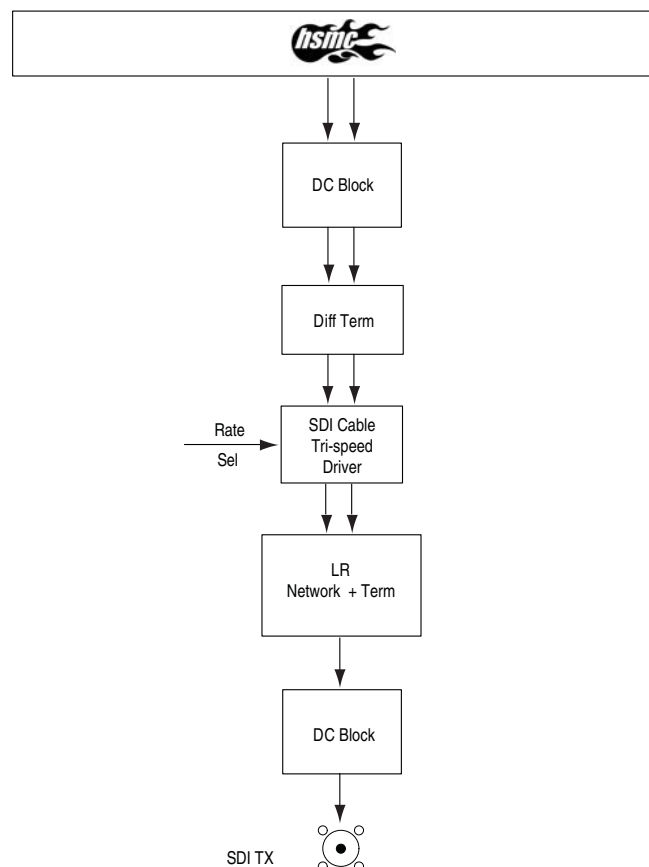 hsmc
DC Block
Diff Term
SDI Cable
Tri-speed
Driver
Rate
Sel
LR
Network + Term
DC Block
SDI TX